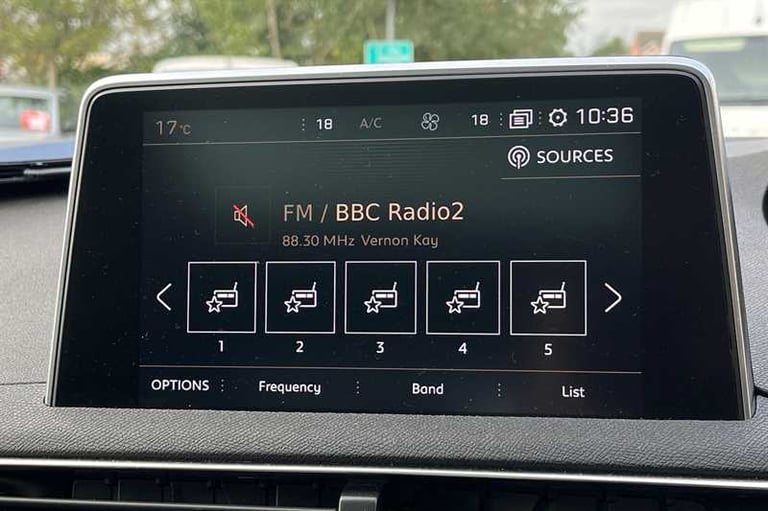 17°C 18 A/C 18 10:36
SOURCES
FM / BBC Radio2
88.30 MHz Vernon Kay
1 2 3 4 5
OPTIONS Frequency Band List